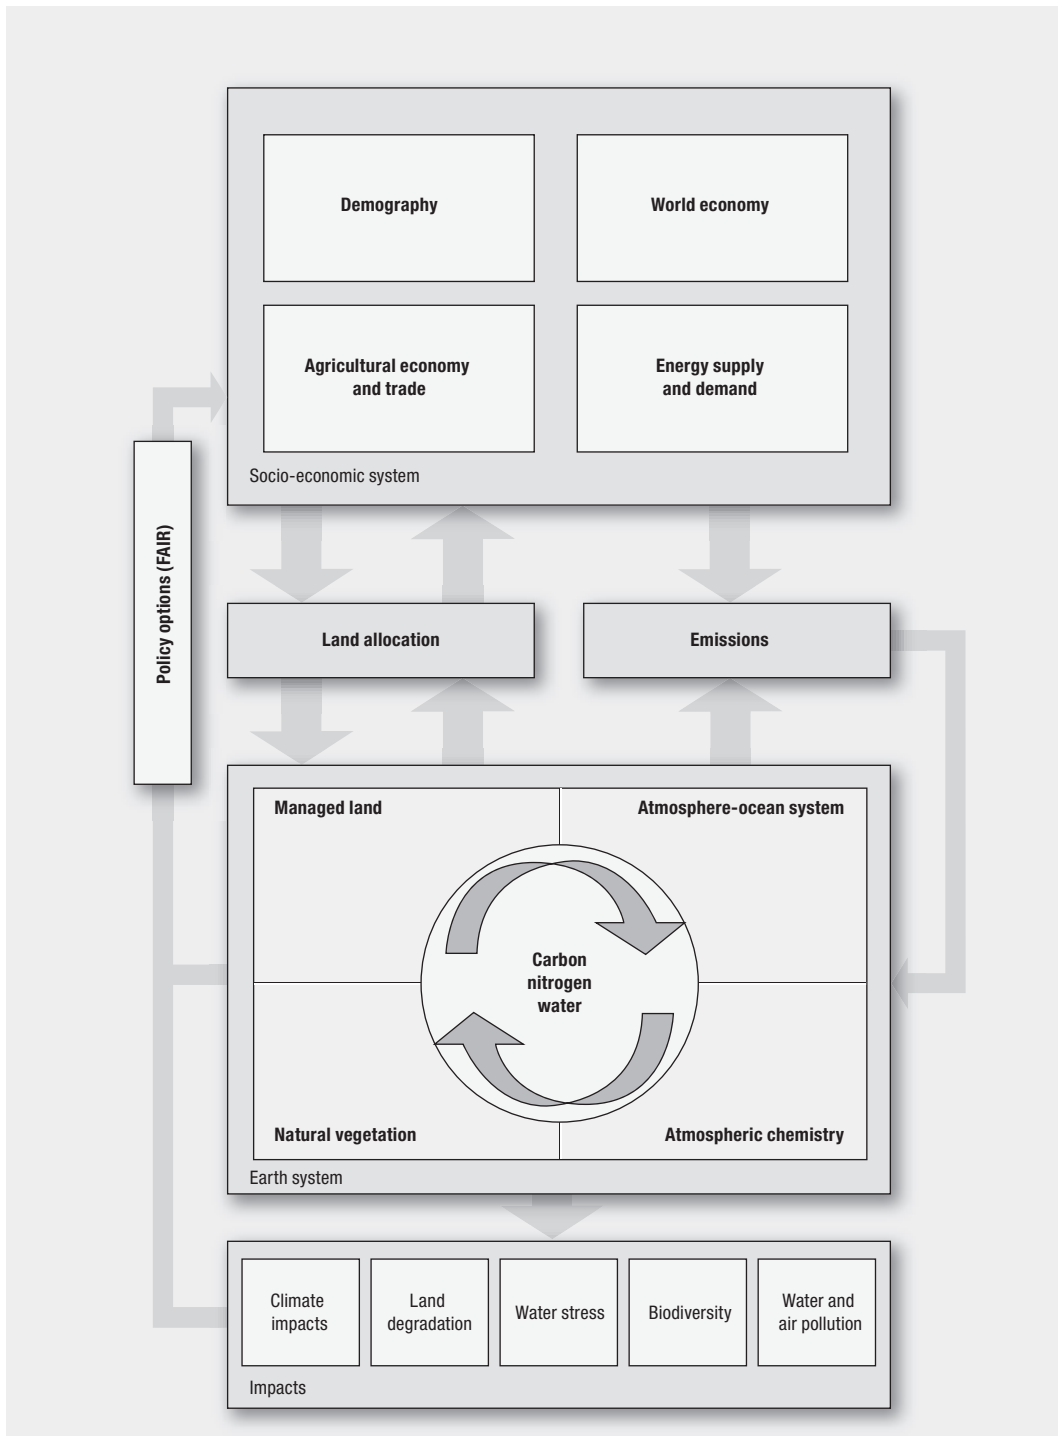 Demography
World economy
Agricultural economy
and trade
Energy supply
and demand
Socio-economic system
Policy options (FAIR)
Land allocation
Emissions
Managed land
Atmosphere-ocean system
Carbon
nitrogen
water
Natural vegetation
Atmospheric chemistry
Earth system
Climate
impacts
Land
degradation
Water stress
Biodiversity
Water and
air pollution
Impacts